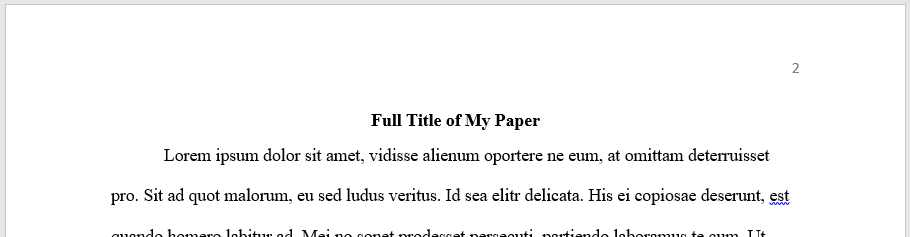 2
Full Title of My Paper
Lorem ipsum dolor sit amet, vidisse alienum oportere ne eum, at omittam deterruisset
pro. Sit ad quot malorum, eu sed ludus veritus. Id sea elitr delicata. His ei copiosae deserunt, est
quando homero labitur ad. Mei no sonet prodesset persecuti, partiendo laboramus te cum. Ut